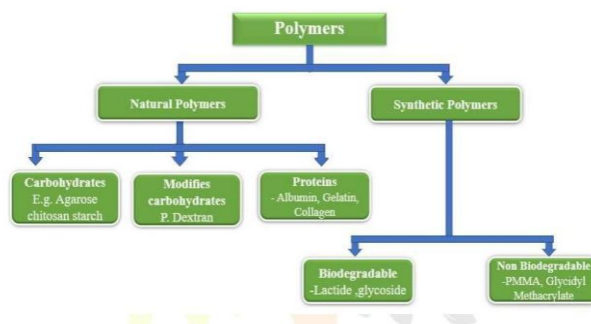 Polymers
Natural Polymers
Synthetic Polymers
Carbohydrates
E.g. Agarose
chitosan starch
Modifies
carbohydrates
P. Dextran
Proteins
- Albumin, Gelatin,
Collagen
Biodegradable
-Lactide ,glycoside
Non Biodegradable
-PMMA, Glycidyl
Methacrylate